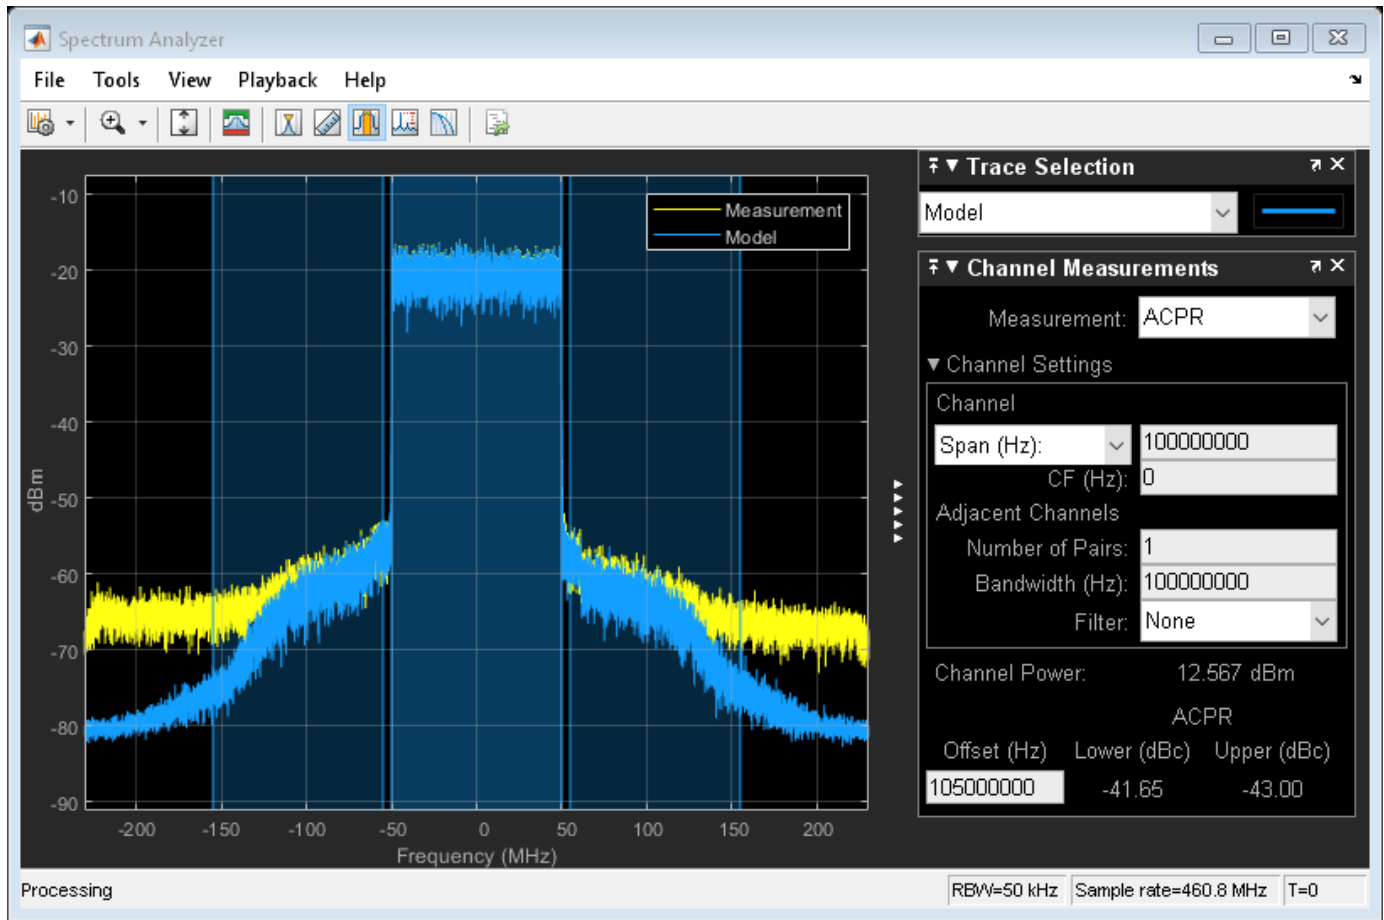 Spectrum Analyzer
File Tools View Playback Help
Trace Selection
Model
Channel Measurements
Measurement: ACPR
Channel Settings
Channel
Span (Hz): 100000000
CF (Hz): 0
Adjacent Channels
Number of Pairs: 1
Bandwidth (Hz): 100000000
Filter: None
Channel Power: 12.567 dBm
ACPR
Offset (Hz) Lower (dBc) Upper (dBc)
105000000 -41.65 -43.00
Measurement
Model
dBm
-10
-20
-30
-40
-50
-60
-70
-80
-90
-200 -150 -100 -50 0 50 100 150 200
Frequency (MHz)
Processing RBW=50 kHz Sample rate=460.8 MHz T=0